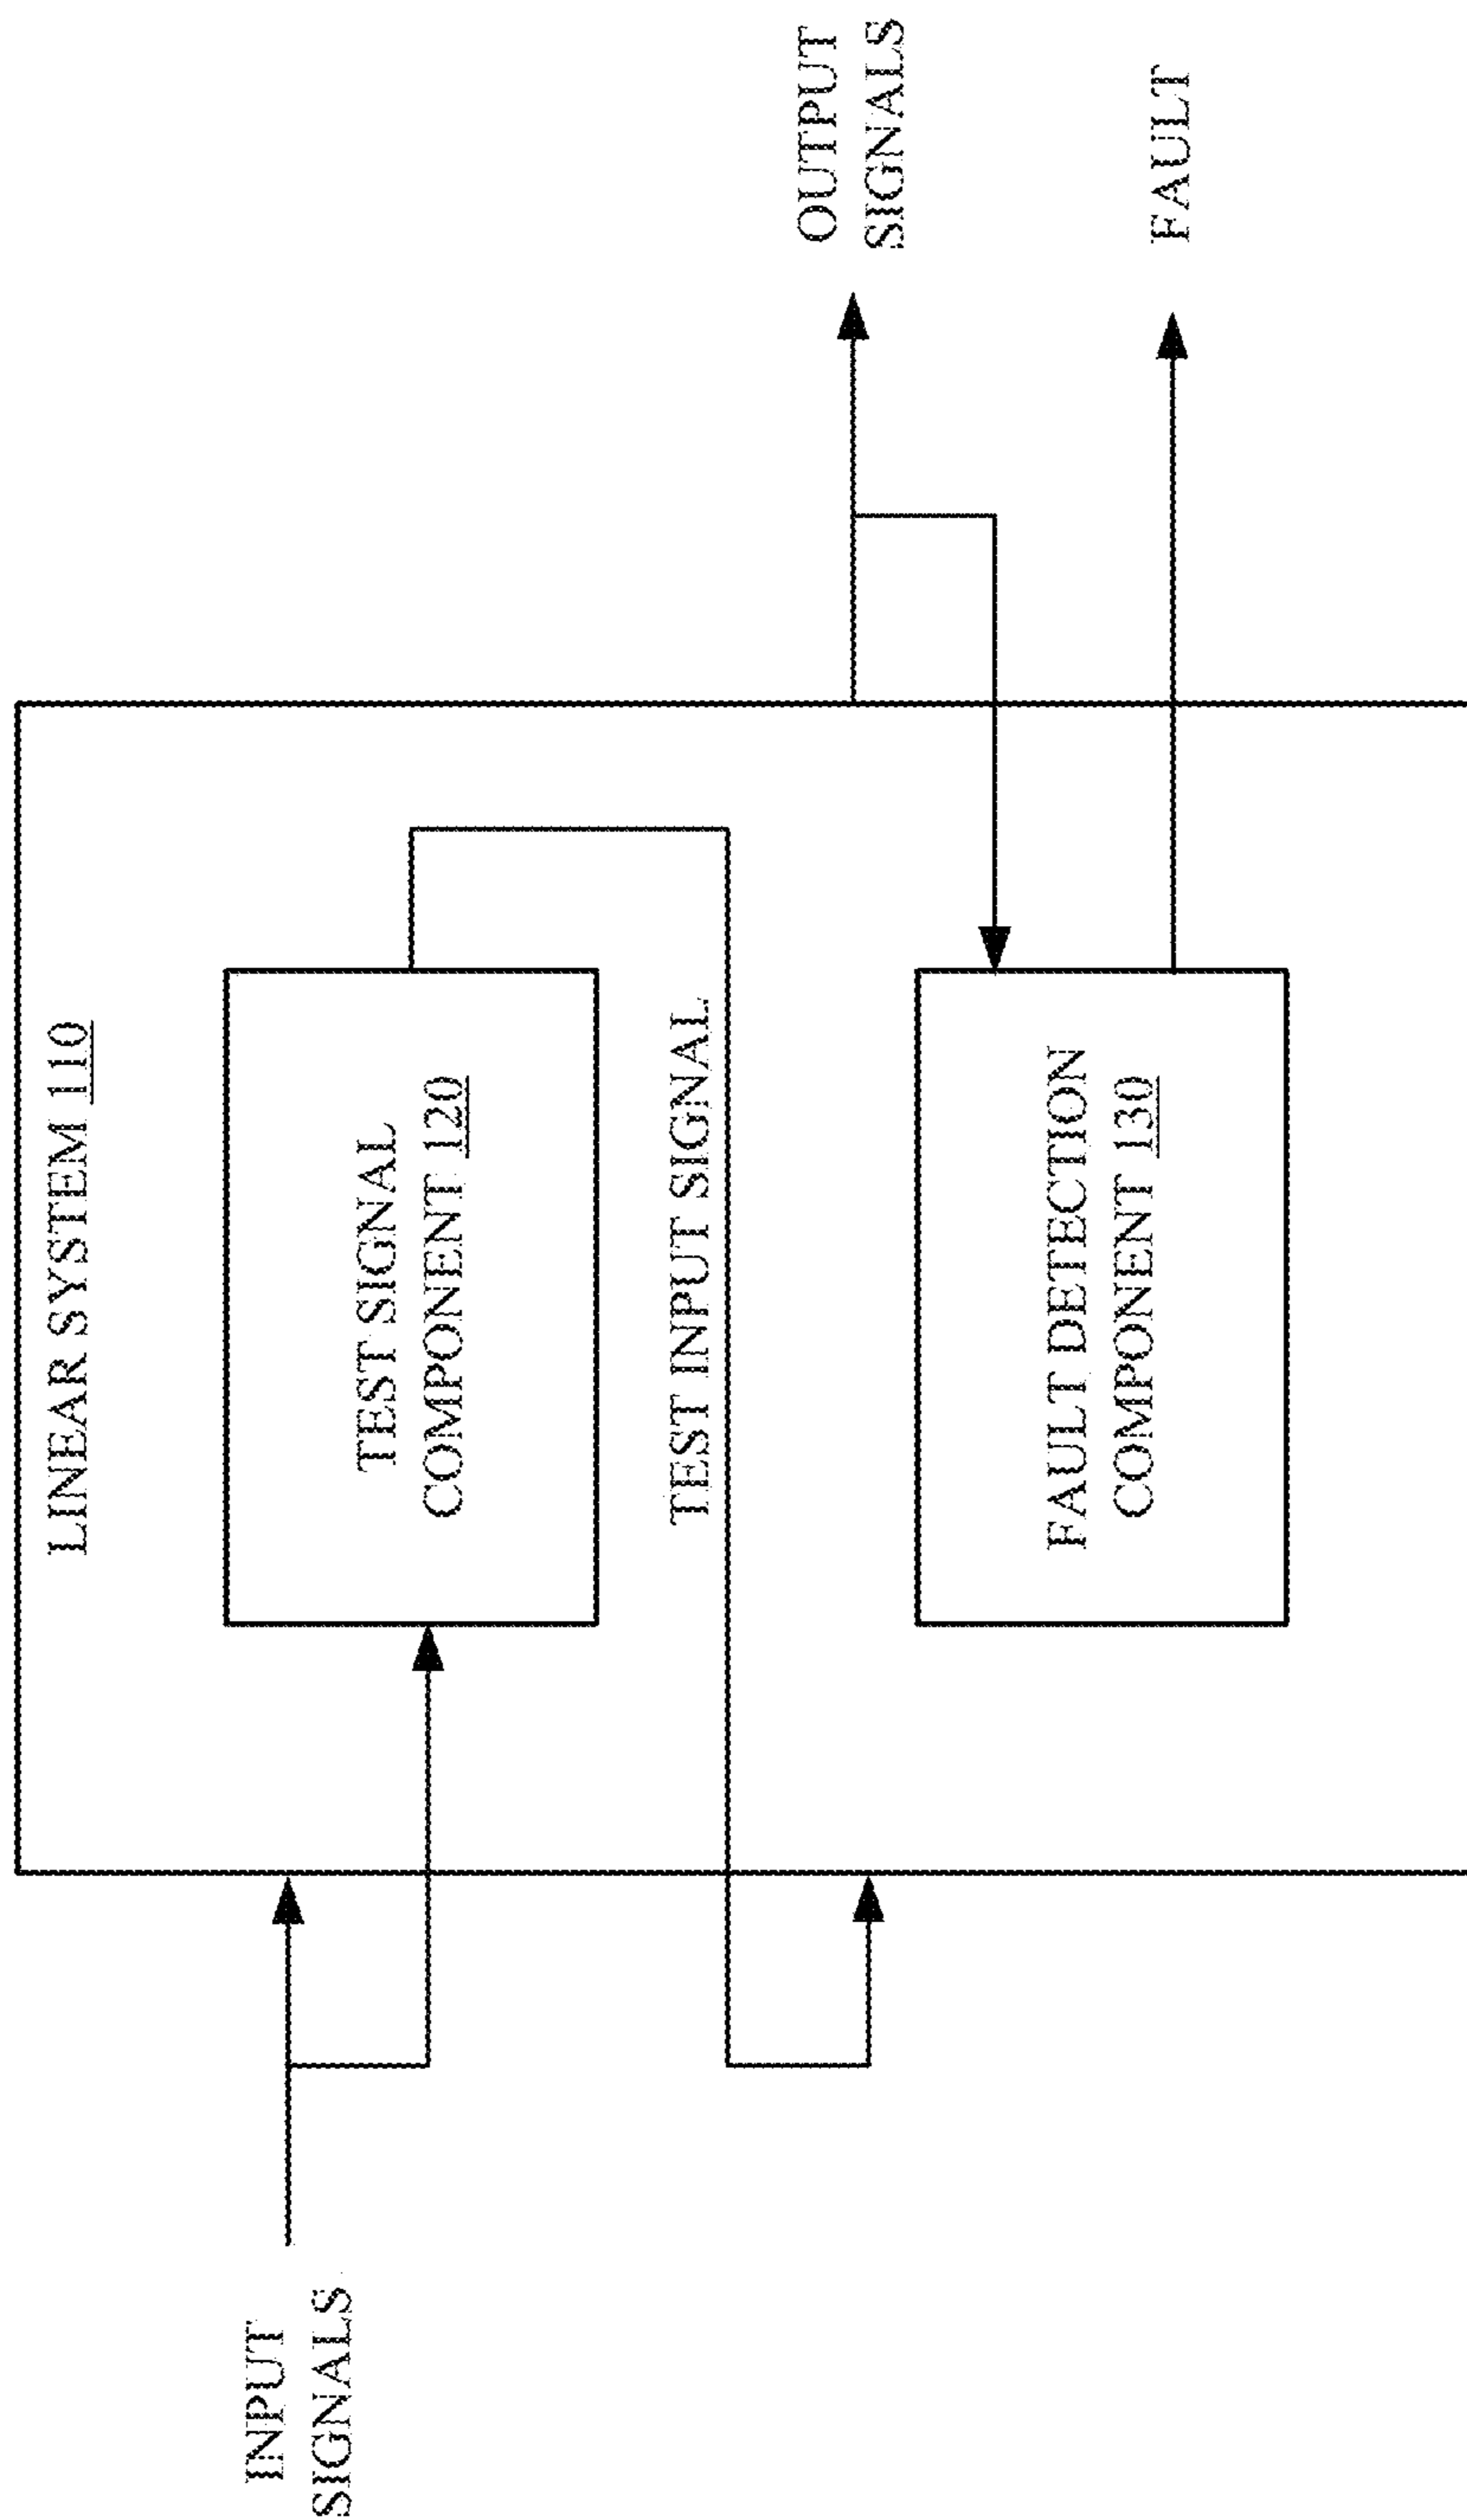 LINEAR SYSTEM 110
INPUT
SIGNALS
TEST SIGNAL
COMPONENT 120
TEST INPUT SIGNAL
OUTPUT
SIGNALS
FAULT DETECTION
COMPONENT 130
FAULT